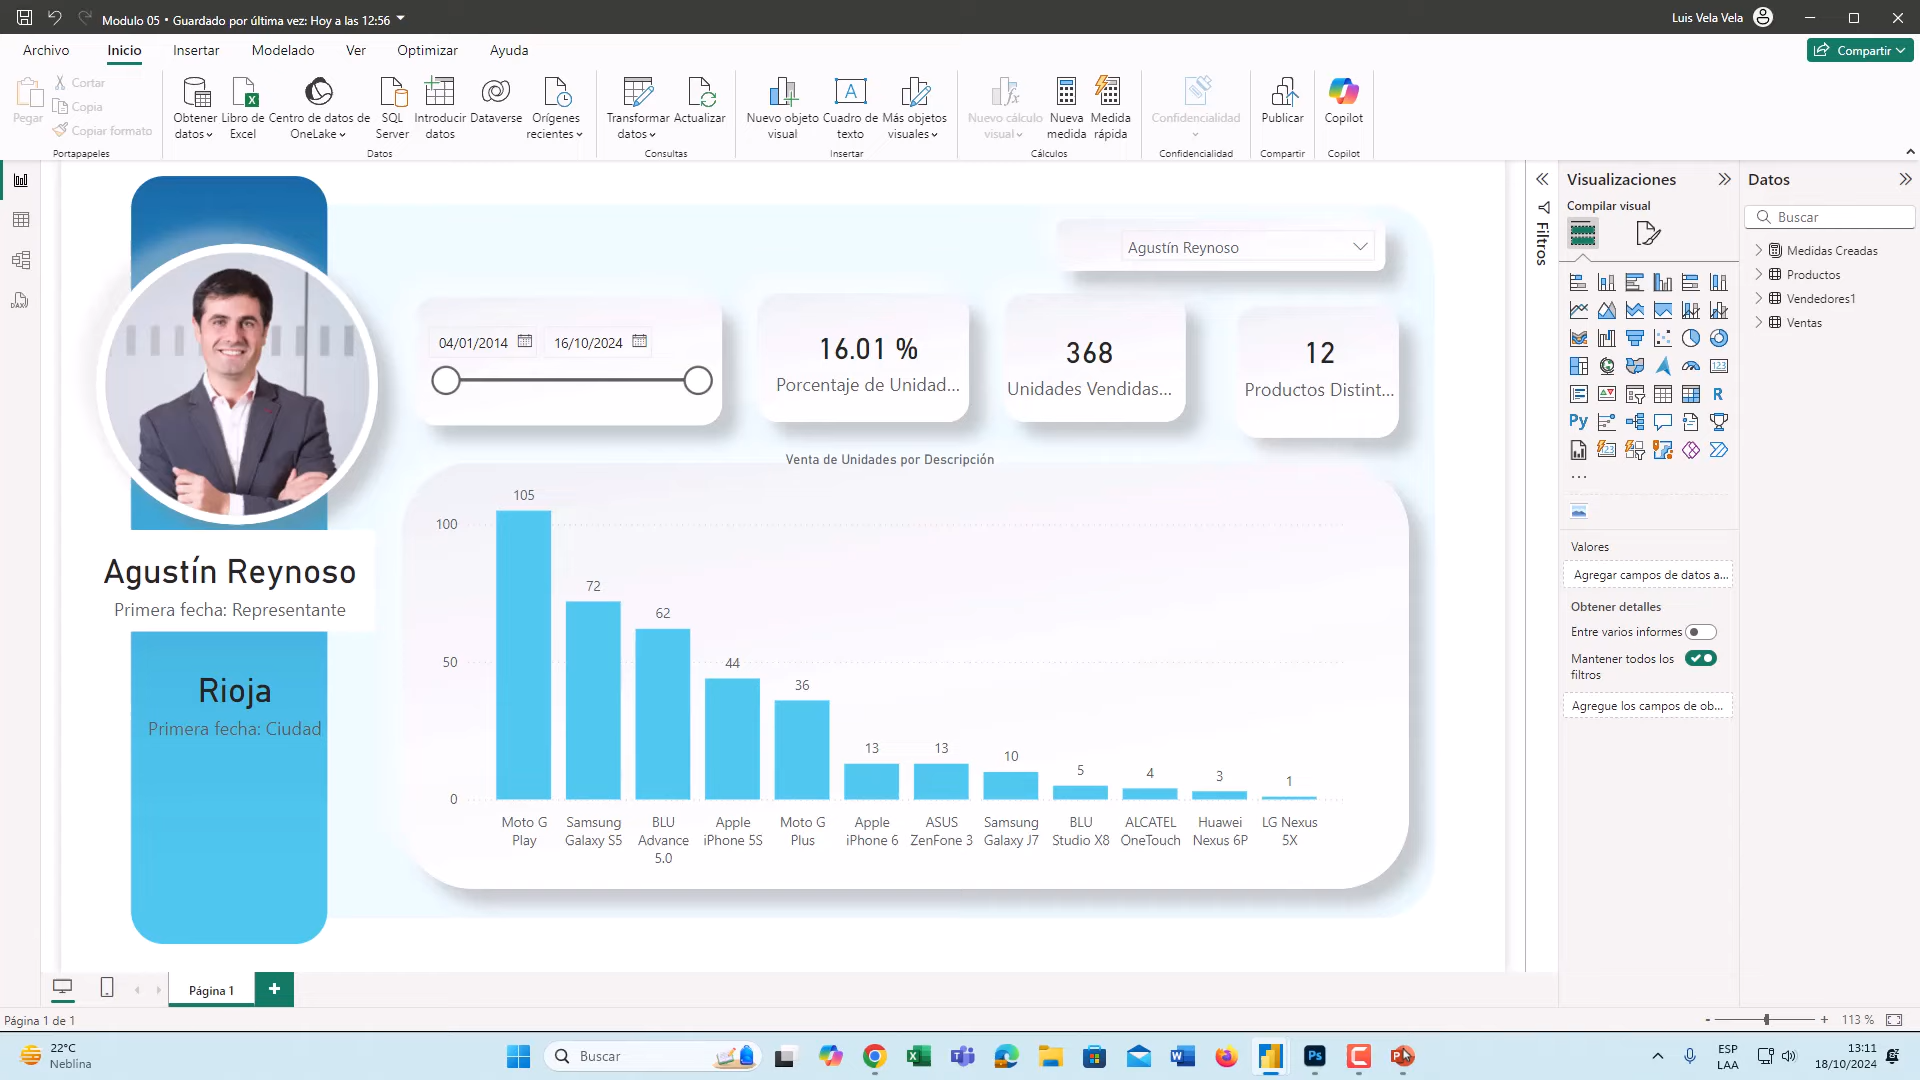 Modulo 05 • Guardado por última vez: Hoy a las 12:56
Luis Vela Vela
Archivo Inicio Insertar Modelado Ver Optimizar Ayuda
Compartir
Pegar
Cortar
Copia
Copiar formato
Portapapeles
Obtener datos
Libro de Excel
Centro de datos de OneLake
SQL Server
Introducir datos
Dataverse
Orígenes recientes
Datos
Transformar datos
Actualizar
Consultas
Nuevo objeto visual
Cuadro de texto
Más objetos visuales
Insertar
Nuevo cálculo visual
Nueva medida
Medida rápida
Cálculos
Confidencialidad
Confidencialidad
Publicar
Compartir
Copilot
Copilot
Agustín Reynoso
04/01/2014 16/10/2024
16.01 %
Porcentaje de Unidad...
368
Unidades Vendidas...
12
Productos Distint...
Agustín Reynoso
Primera fecha: Representante
Rioja
Primera fecha: Ciudad
Venta de Unidades por Descripción
100
50
0
105
72
62
44
36
13
13
10
5
4
3
1
Moto G Play
Samsung Galaxy S5
BLU Advance 5.0
Apple iPhone 5S
Moto G Plus
Apple iPhone 6
ASUS ZenFone 3
Samsung Galaxy J7
BLU Studio X8
ALCATEL OneTouch
Huawei Nexus 6P
LG Nexus 5X
Filtros
Visualizaciones
Compilar visual
R
Py
123
...
Valores
Agregar campos de datos a...
Obtener detalles
Entre varios informes
Mantener todos los filtros
Agregue los campos de ob...
Datos
Buscar
Medidas Creadas
Productos
Vendedores1
Ventas
Página 1
+
Página 1 de 1
- + 113 %
22°C
Neblina
Buscar
ESP
LAA
13:11
18/10/2024